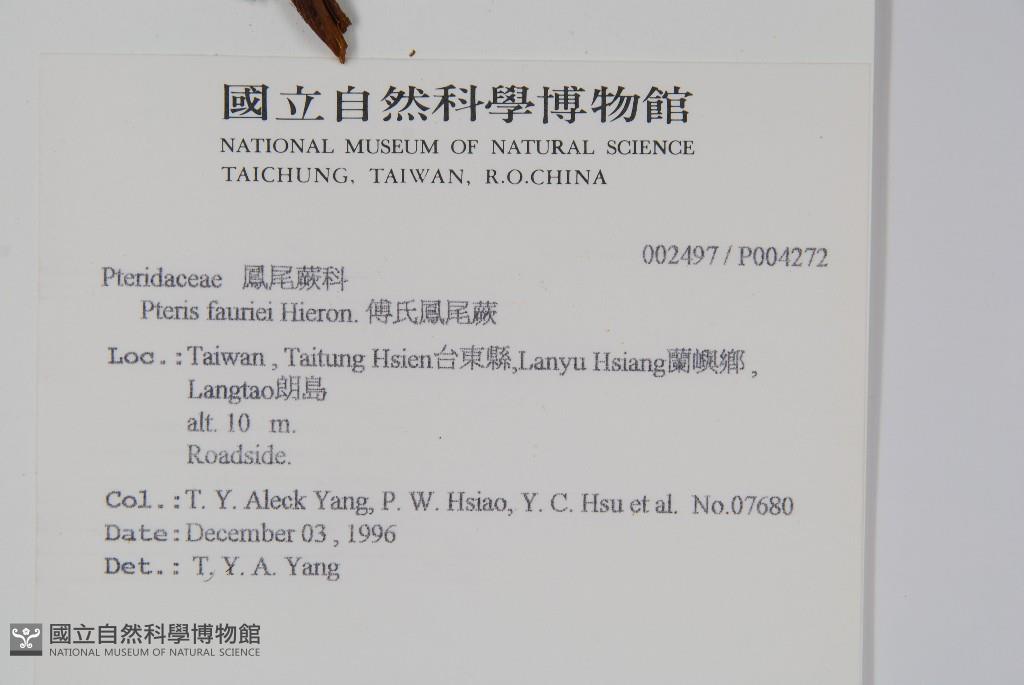 國立自然科學博物館
NATIONAL MUSEUM OF NATURAL SCIENCE
TAICHUNG, TAIWAN, R.O.CHINA
002497 / P004272
Pteridaceae 鳳尾蕨科
Pteris fauriei Hieron. 傅氏鳳尾蕨
Loc.:Taiwan , Taitung Hsien台東縣,Lanyu Hsiang蘭嶼鄉 ,
Langtao朗島
alt. 10 m.
Roadside.
Col.:T. Y. Aleck Yang, P. W. Hsiao, Y. C. Hsu et al. No.07680
Date:December 03 , 1996
Det.: T. Y. A. Yang
國立自然科學博物館
NATIONAL MUSEUM OF NATURAL SCIENCE